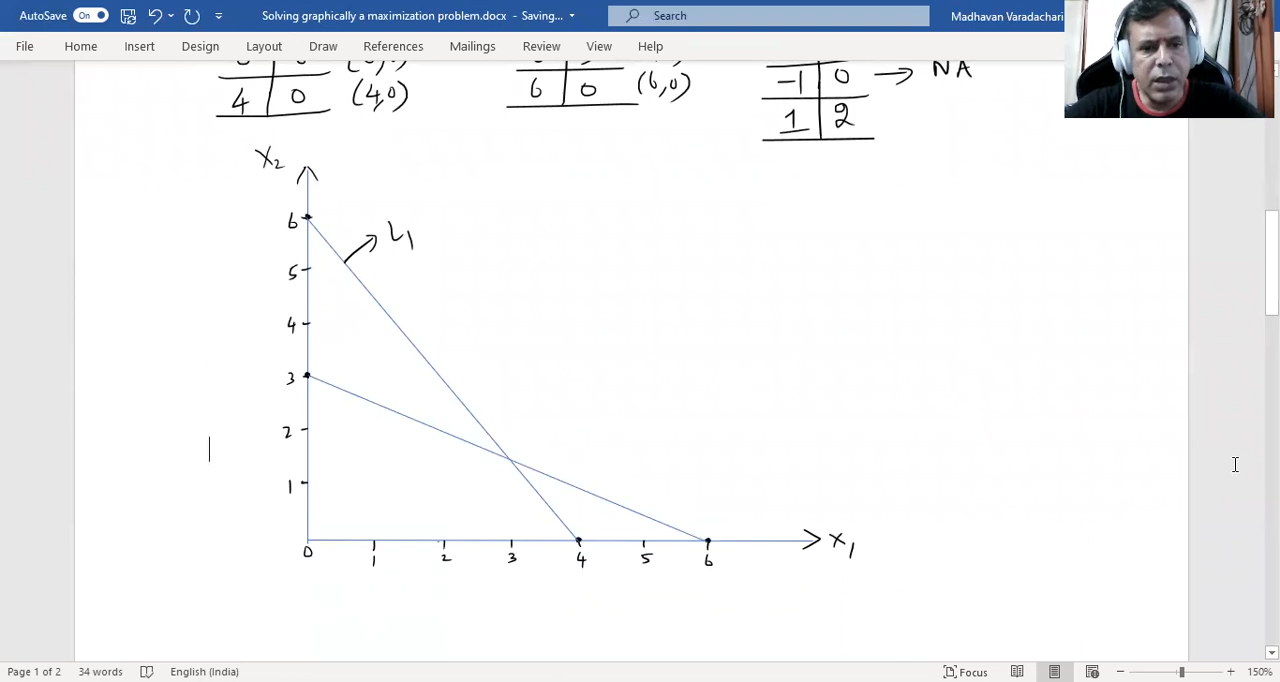 AutoSave On Solving graphically a maximization problem.docx - Saving... Search Madhavan Varadachari
File Home Insert Design Layout Draw References Mailings Review View Help
4 0 (4,0) 6 0 (6,0) -1 0 → NA
1 2
X₂
6
L₁
5
4
3
2
1
0 1 2 3 4 5 6 X₁
Page 1 of 2 34 words English (India) Focus 150%